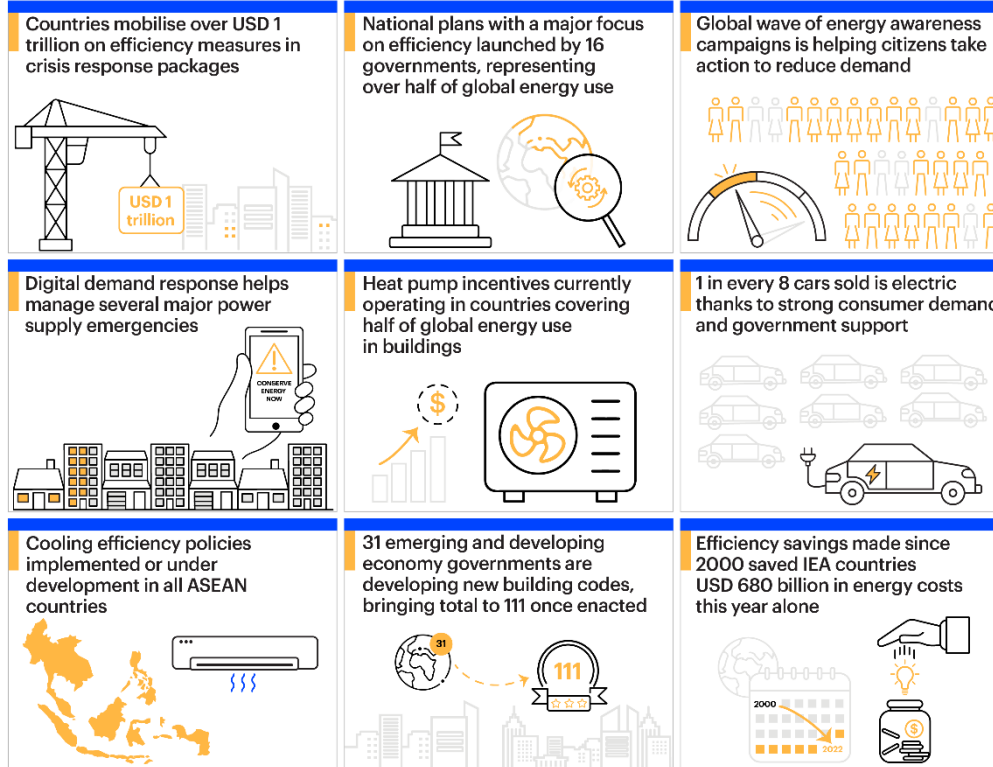 Countries mobilise over USD 1
trillion on efficiency measures in
crisis response packages
USD 1
trillion
National plans with a major focus
on efficiency launched by 16
governments, representing
over half of global energy use
Global wave of energy awareness
campaigns is helping citizens take
action to reduce demand
Digital demand response helps
manage several major power
supply emergencies
CONSERVE
ENERGY
NOW
Heat pump incentives currently
operating in countries covering
half of global energy use
in buildings
$
1 in every 8 cars sold is electric
thanks to strong consumer demand
and government support
Cooling efficiency policies
implemented or under
development in all ASEAN
countries
31 emerging and developing
economy governments are
developing new building codes,
bringing total to 111 once enacted
31
111
Efficiency savings made since
2000 saved IEA countries
USD 680 billion in energy costs
this year alone
2000
2022
$